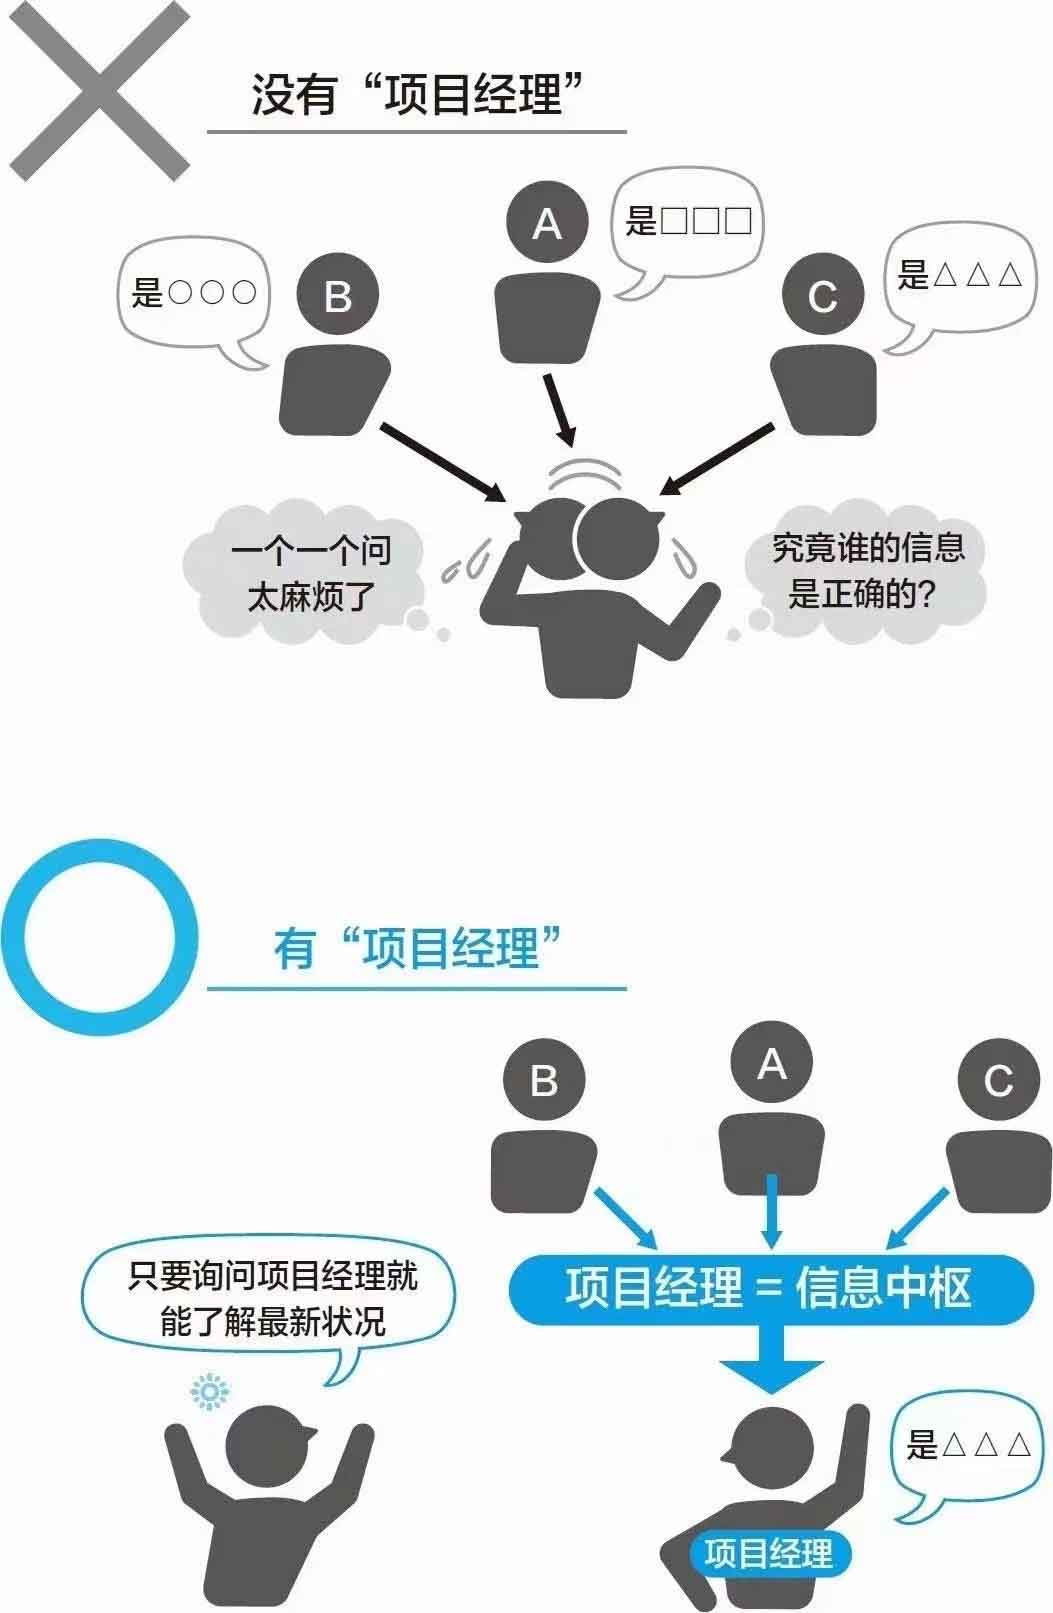 没有“项目经理”
A
是□□□
B
是○○○
C
是△△△
一个一个问
太麻烦了
究竟谁的信息
是正确的?
有“项目经理”
B
A
C
只要询问项目经理就
能了解最新状况
项目经理 = 信息中枢
是△△△
项目经理